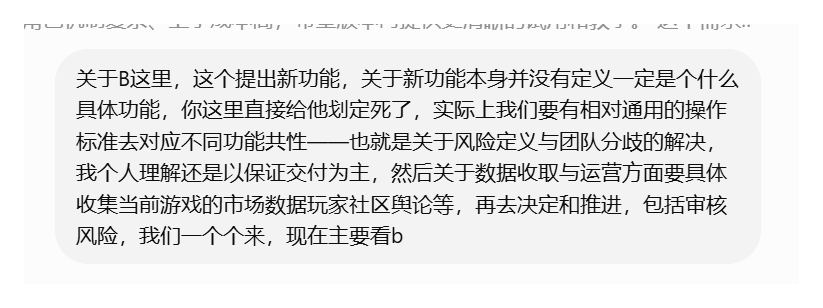 关于B这里，这个提出新功能，关于新功能本身并没有定义一定是个什么
具体功能，你这里直接给他划定死了，实际上我们要有相对通用的操作
标准去对应不同功能共性——也就是关于风险定义与团队分歧的解决，
我个人理解还是以保证交付为主，然后关于数据收取与运营方面要具体
收集当前游戏的市场数据玩家社区舆论等，再去决定和推进，包括审核
风险，我们一个个来，现在主要看b